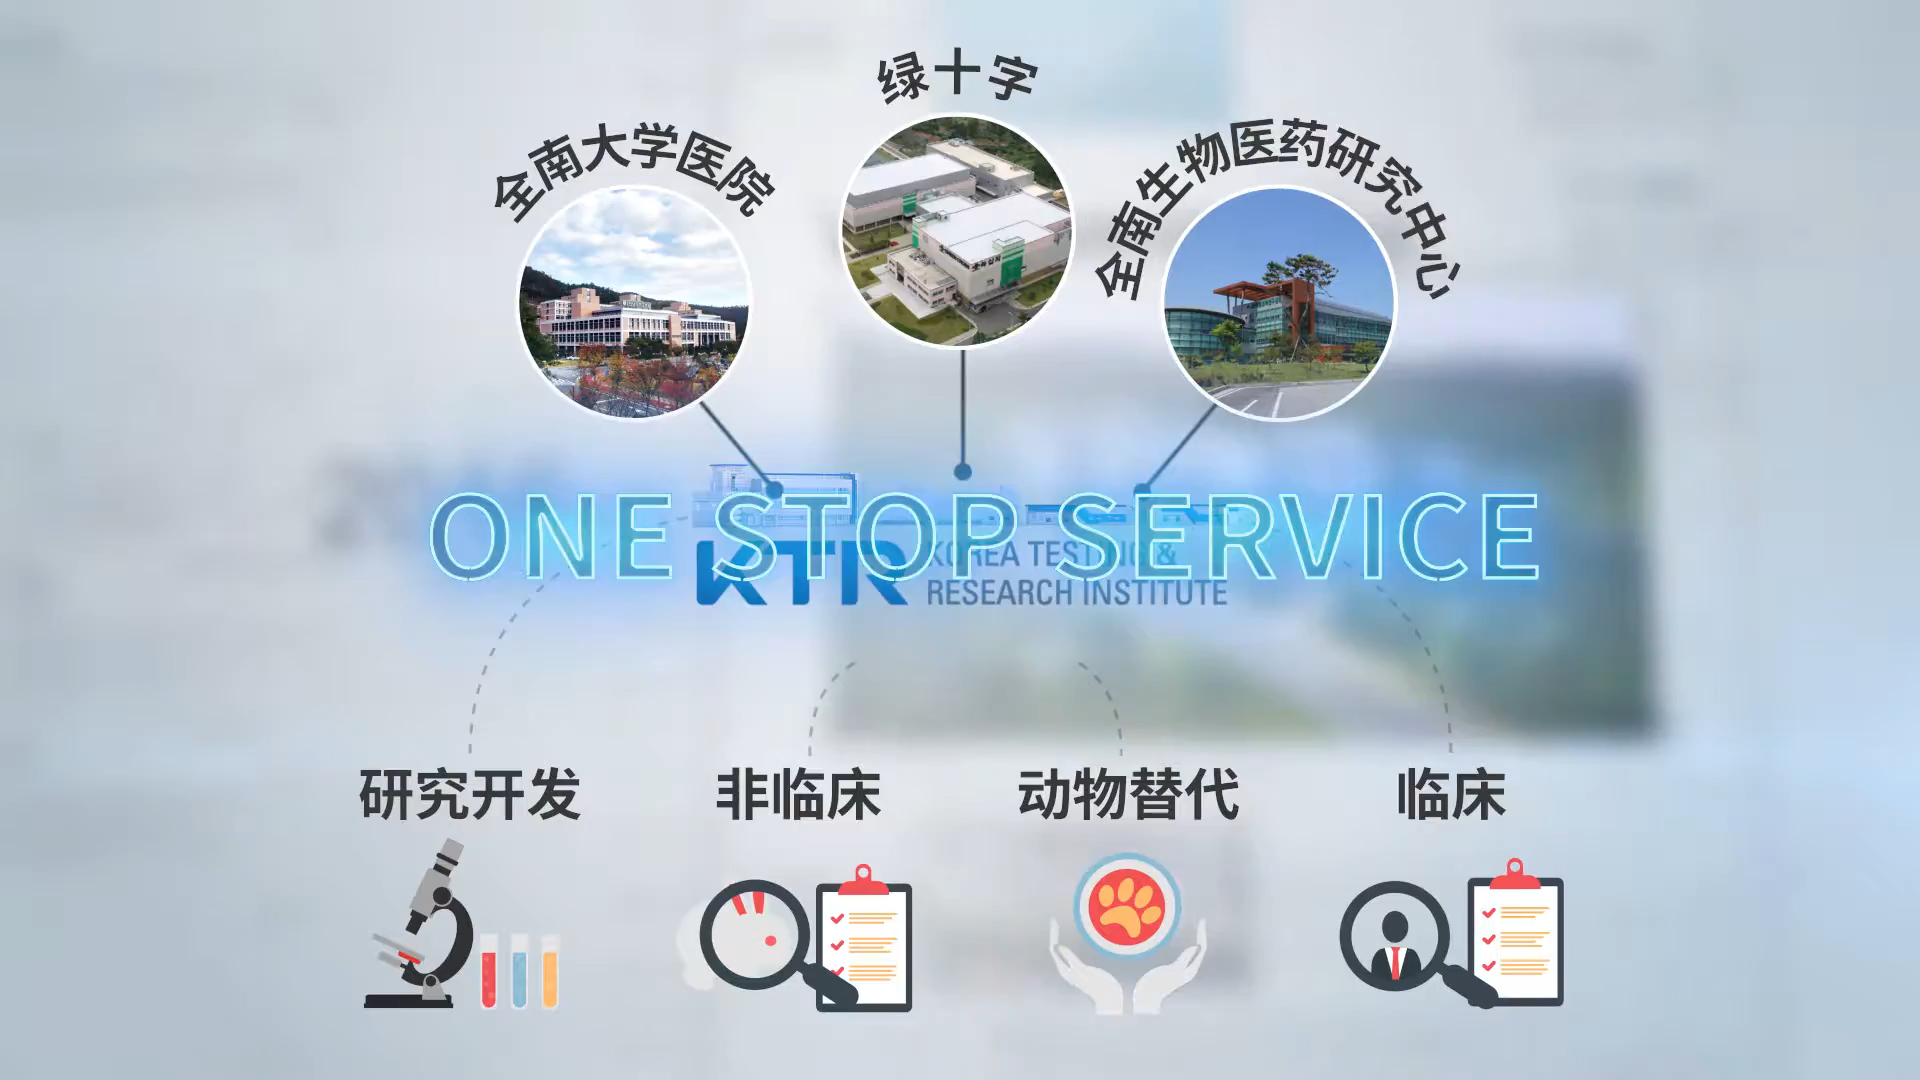 绿十字
全南大学医院
全南生物医药研究中心
ONE STOP SERVICE
KTR KOREA TESTING &
RESEARCH INSTITUTE
研究开发
非临床
动物替代
临床